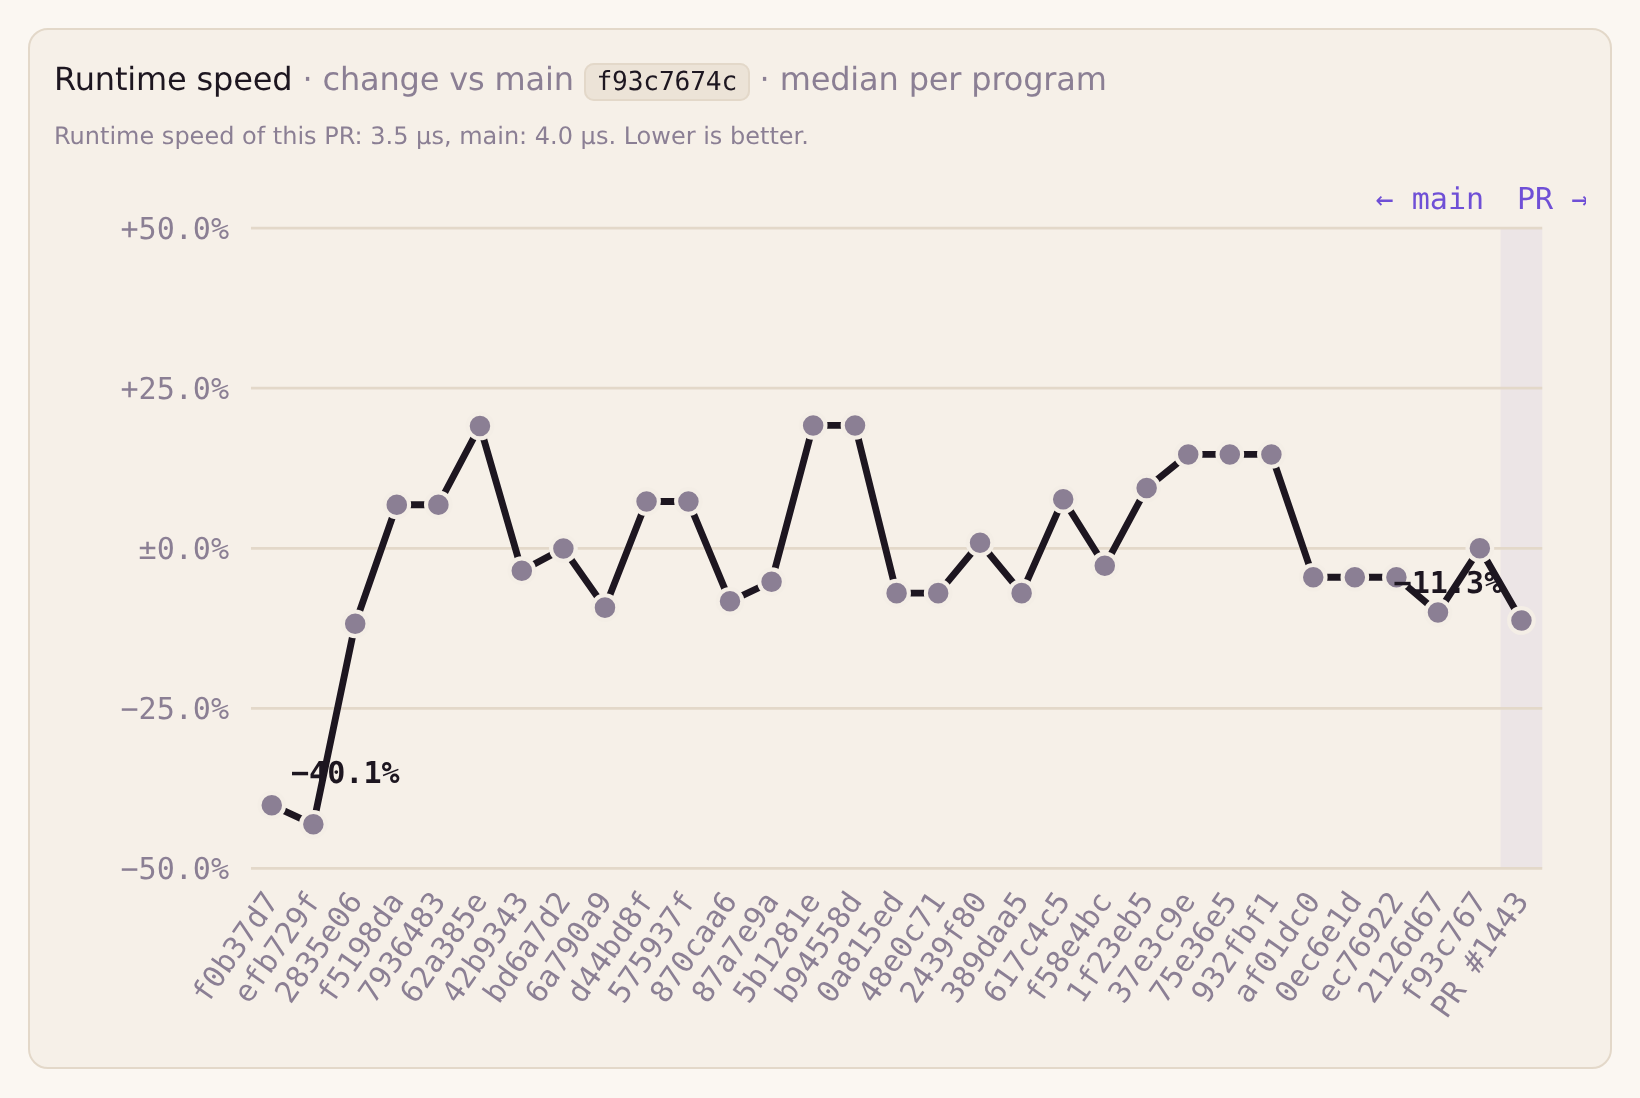 Runtime speed · change vs main f93c7674c · median per program
Runtime speed of this PR: 3.5 µs, main: 4.0 µs. Lower is better.
← main PR →
+50.0%
+25.0%
±0.0%
−11.3%
−25.0%
−40.1%
−50.0%
f0b37d7
efb729f
2835e06
f5198da
7936483
62a385e
42b9343
bd6a7d2
6a790a9
d44bd8f
575937f
870caa6
87a7e9a
5b1281e
b94558d
0a815ed
48e0c71
2439f80
389daa5
617c4c5
f58e4bc
1f23eb5
37e3c9e
75e36e5
932fbf1
af01dc0
0ec6e1d
ec76922
2126d67
f93c767
PR #1443